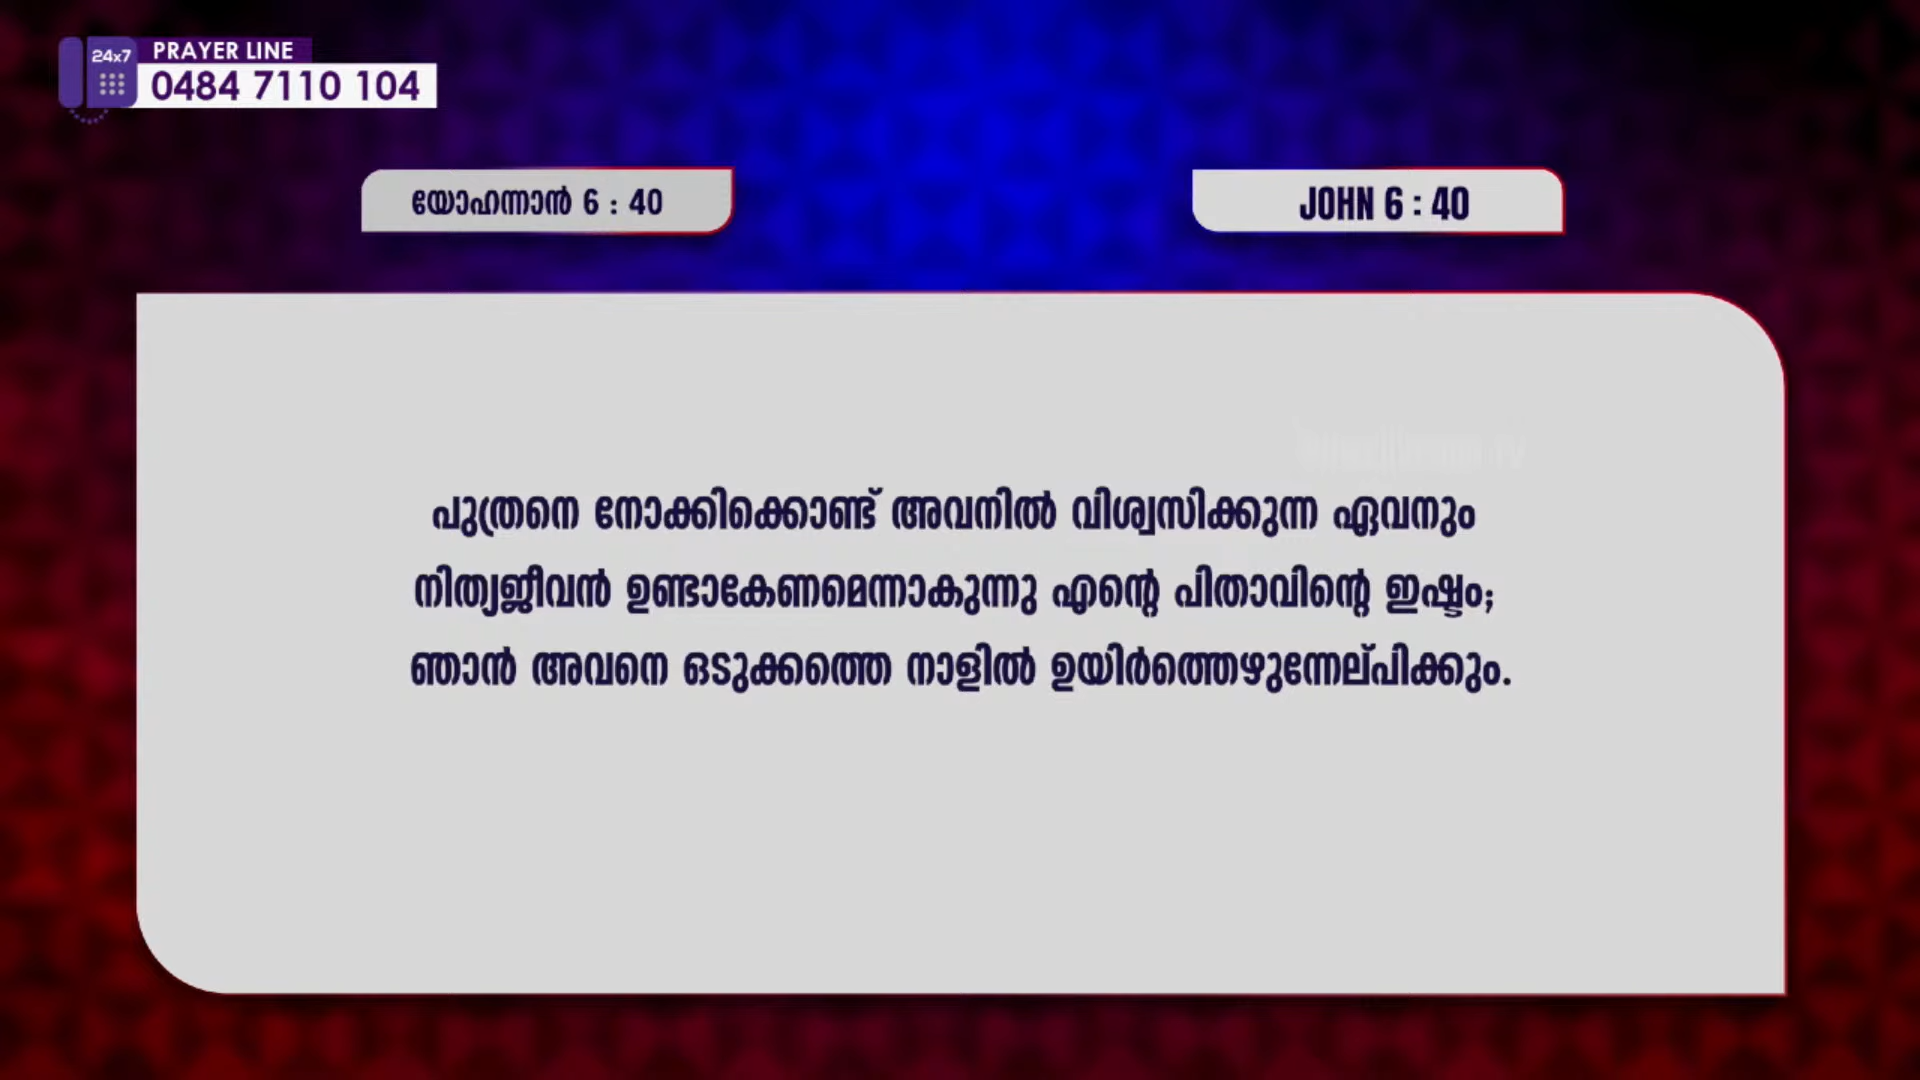 24x7 PRAYER LINE
0484 7110 104
യോഹന്നാൻ 6 : 40
JOHN 6 : 40
പുത്രനെ നോക്കിക്കൊണ്ട് അവനിൽ വിശ്വസിക്കുന്ന ഏവനും
നിത്യജീവൻ ഉണ്ടാകേണമെന്നാകുന്നു എന്റെ പിതാവിന്റെ ഇഷ്ടം;
ഞാൻ അവനെ ഒടുക്കത്തെ നാളിൽ ഉയിർത്തെഴുന്നേല്പിക്കും.